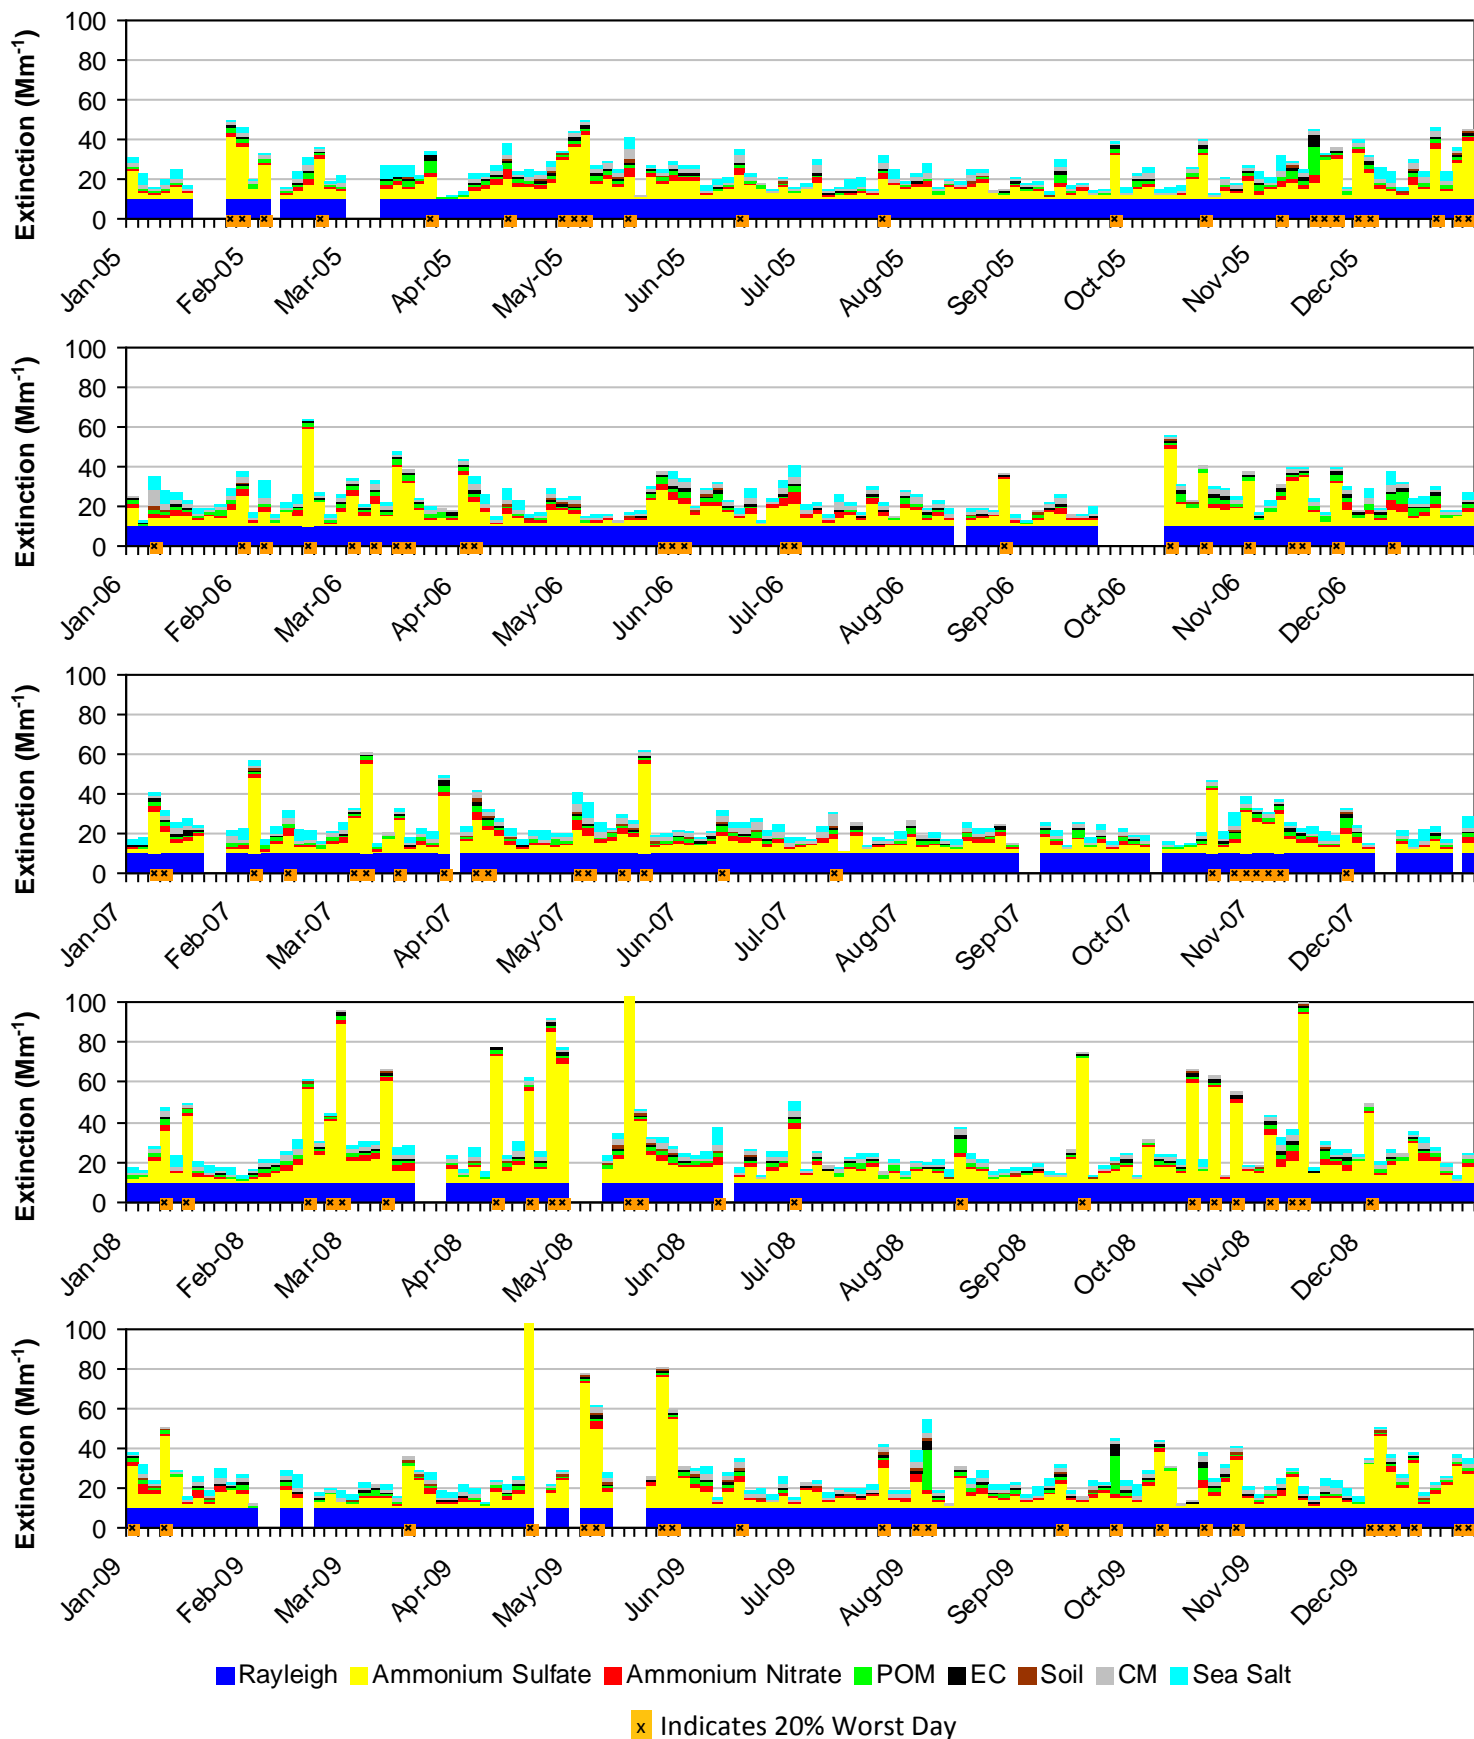 Extinction (Mm-1)
100
80
60
40
20
0
Jan-05 Feb-05 Mar-05 Apr-05 May-05 Jun-05 Jul-05 Aug-05 Sep-05 Oct-05 Nov-05 Dec-05
Extinction (Mm-1)
100
80
60
40
20
0
Jan-06 Feb-06 Mar-06 Apr-06 May-06 Jun-06 Jul-06 Aug-06 Sep-06 Oct-06 Nov-06 Dec-06
Extinction (Mm-1)
100
80
60
40
20
0
Jan-07 Feb-07 Mar-07 Apr-07 May-07 Jun-07 Jul-07 Aug-07 Sep-07 Oct-07 Nov-07 Dec-07
Extinction (Mm-1)
100
80
60
40
20
0
Jan-08 Feb-08 Mar-08 Apr-08 May-08 Jun-08 Jul-08 Aug-08 Sep-08 Oct-08 Nov-08 Dec-08
Extinction (Mm-1)
100
80
60
40
20
0
Jan-09 Feb-09 Mar-09 Apr-09 May-09 Jun-09 Jul-09 Aug-09 Sep-09 Oct-09 Nov-09 Dec-09
Rayleigh Ammonium Sulfate Ammonium Nitrate POM EC Soil CM Sea Salt
x Indicates 20% Worst Day